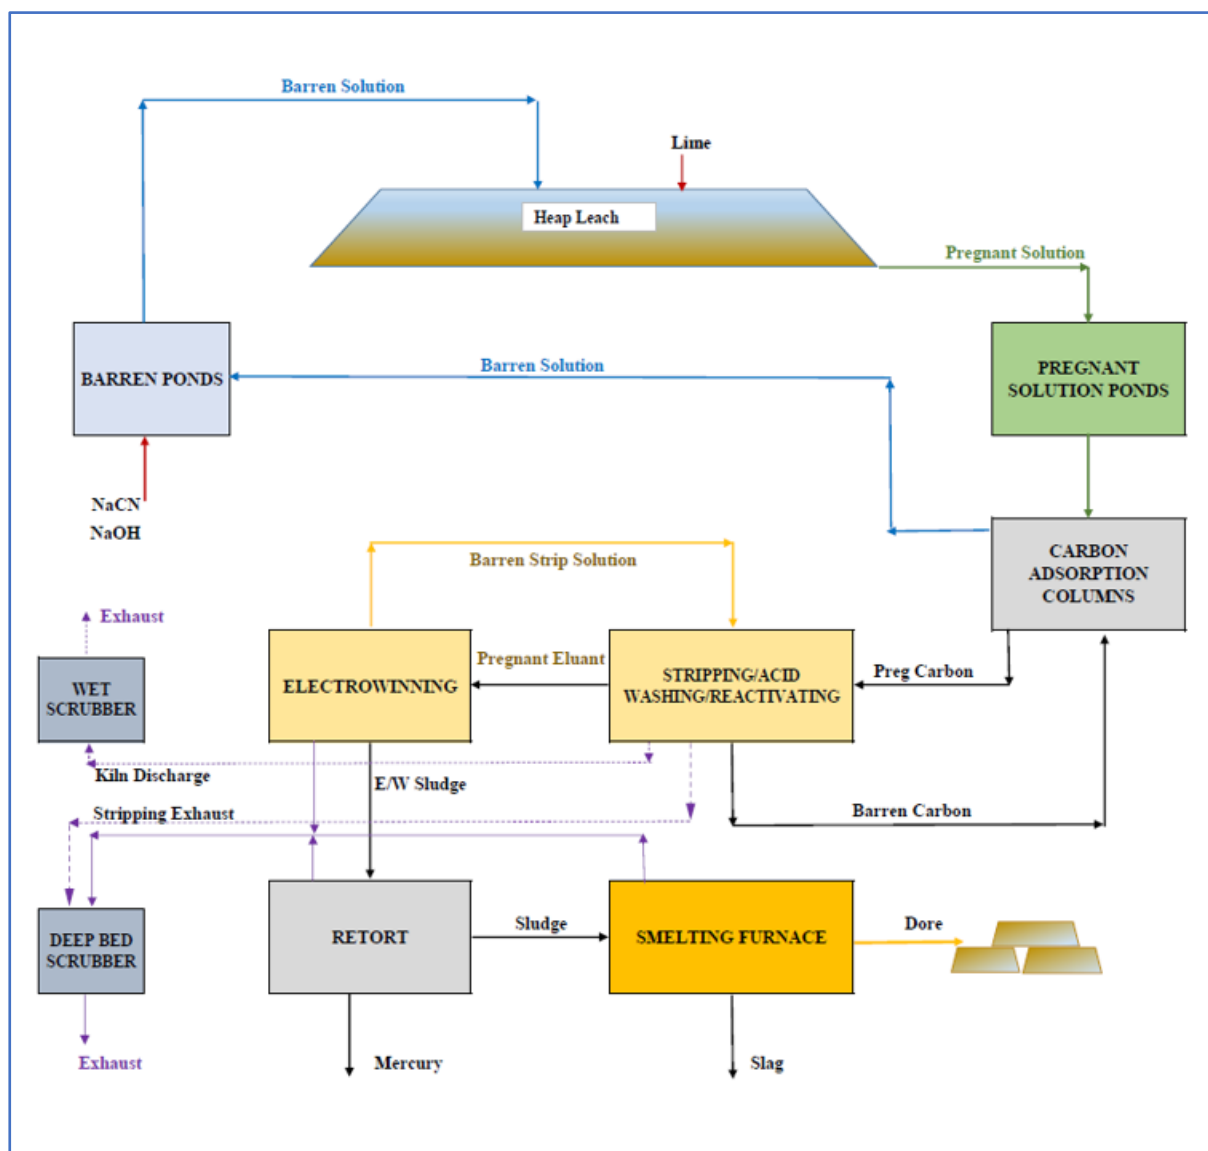 Barren Solution
Lime
Heap Leach
Pregnant Solution
BARREN PONDS
Barren Solution
PREGNANT
SOLUTION PONDS
NaCN
NaOH
CARBON
ADSORPTION
COLUMNS
Barren Strip Solution
Exhaust
WET
SCRUBBER
ELECTROWINNING
Pregnant Eluant
STRIPPING/ACID
WASHING/REACTIVATING
Preg Carbon
Kiln Discharge
E/W Sludge
Stripping Exhaust
Barren Carbon
DEEP BED
SCRUBBER
RETORT
Sludge
SMELTING FURNACE
Dore
Exhaust
Mercury
Slag